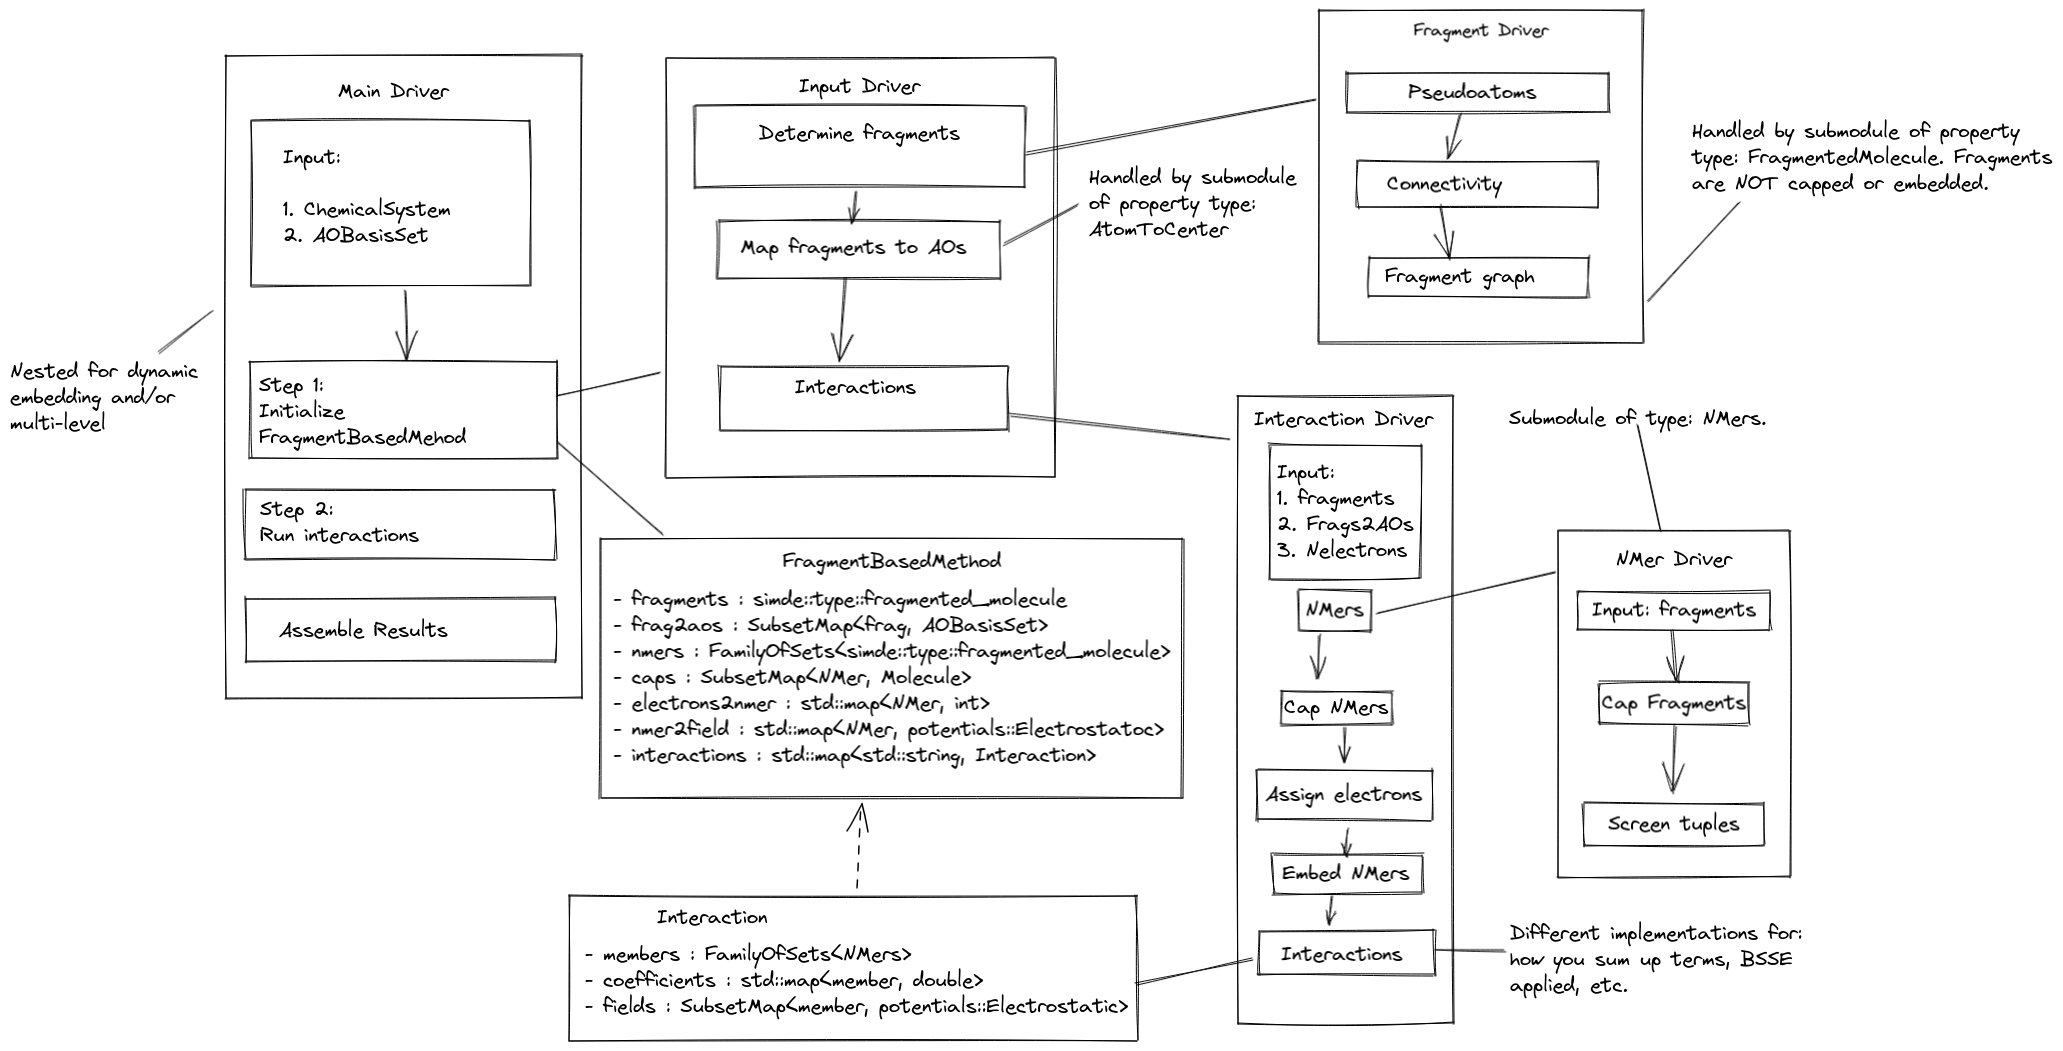 Nested for dynamic
embedding and/or
multi-level
Main Driver
Input:
1. ChemicalSystem
2. AOBasisSet
Step 1:
Initialize
FragmentBasedMehod
Step 2:
Run interactions
Assemble Results
Input Driver
Determine fragments
Map fragments to AOs
Interactions
Handled by submodule
of property type:
AtomToCenter
Fragment Driver
Pseudoatoms
Connectivity
Fragment graph
Handled by submodule of property
type: FragmentedMolecule. Fragments
are NOT capped or embedded.
FragmentBasedMethod
- fragments : simde::type::fragmented_molecule
- frag2aos : SubsetMap<frag, AOBasisSet>
- nmers : FamilyOfSets<simde::type::fragmented_molecule>
- caps : SubsetMap<NMer, Molecule>
- electrons2nmer : std::map<NMer, int>
- nmer2field : std::map<NMer, potentials::Electrostatoc>
- interactions : std::map<std::string, Interaction>
Interaction
- members : FamilyOfSets<NMers>
- coefficients : std::map<member, double>
- fields : SubsetMap<member, potentials::Electrostatic>
Interaction Driver
Input:
1. fragments
2. Frags2AOs
3. Nelectrons
NMers
Cap NMers
Assign electrons
Embed NMers
Interactions
Submodule of type: NMers.
NMer Driver
Input: fragments
Cap Fragments
Screen tuples
Different implementations for:
how you sum up terms, BSSE
applied, etc.